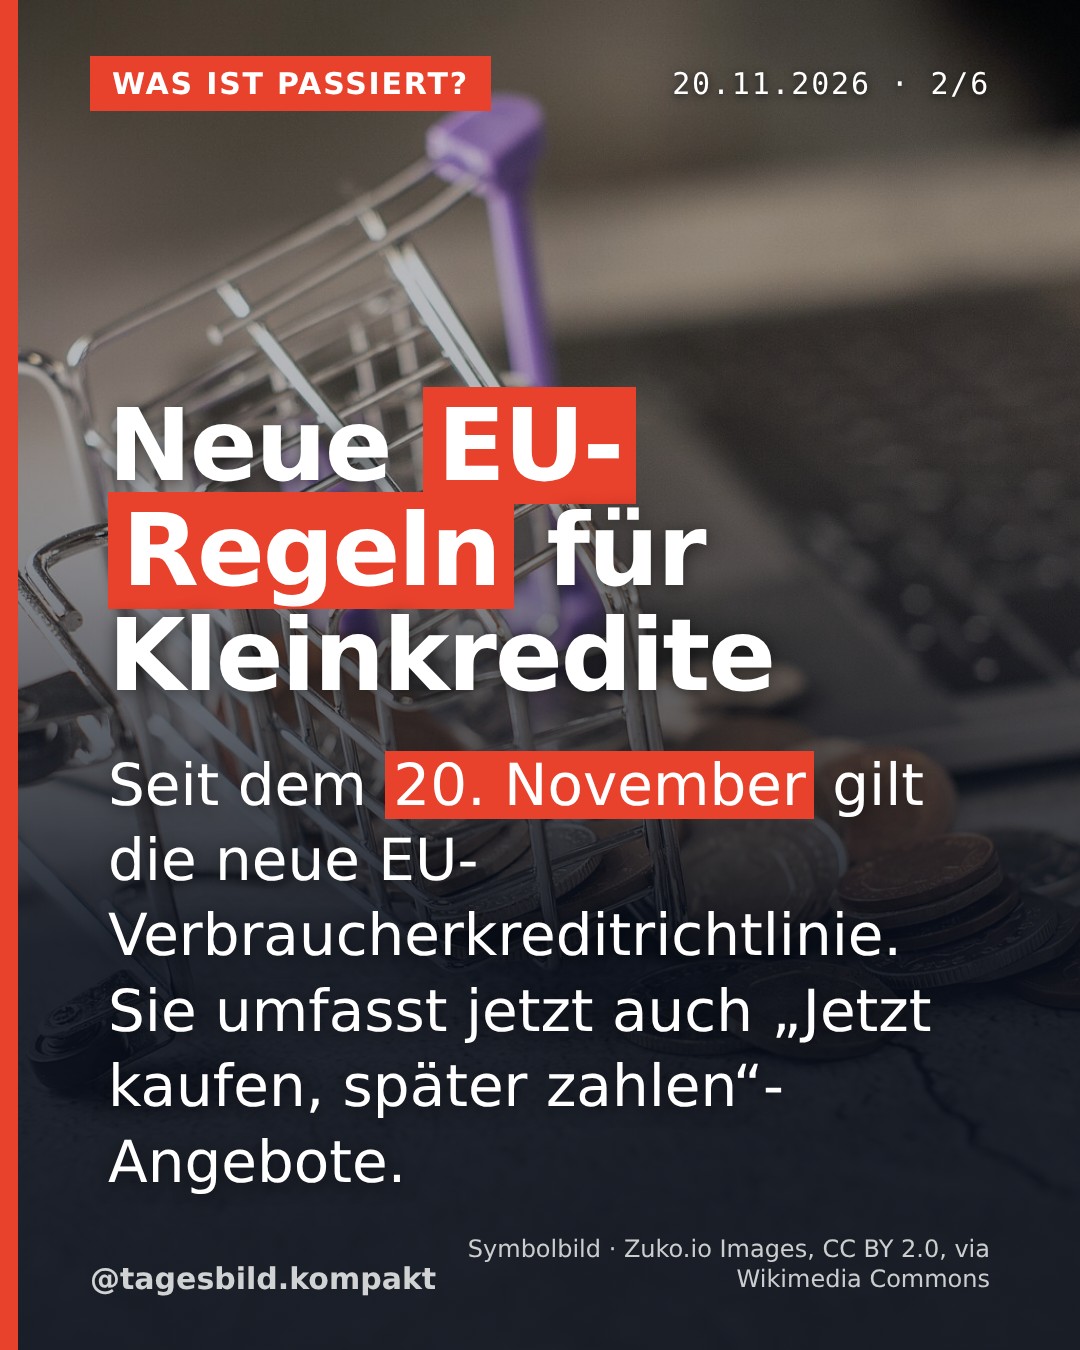 WAS IST PASSIERT?
20.11.2026 · 2/6
Neue EU-
Regeln für
Kleinkredite
Seit dem 20. November gilt
die neue EU-
Verbraucherkreditrichtlinie.
Sie umfasst jetzt auch „Jetzt
kaufen, später zahlen“-
Angebote.
@tagesbild.kompakt
Symbolbild · Zuko.io Images, CC BY 2.0, via
Wikimedia Commons